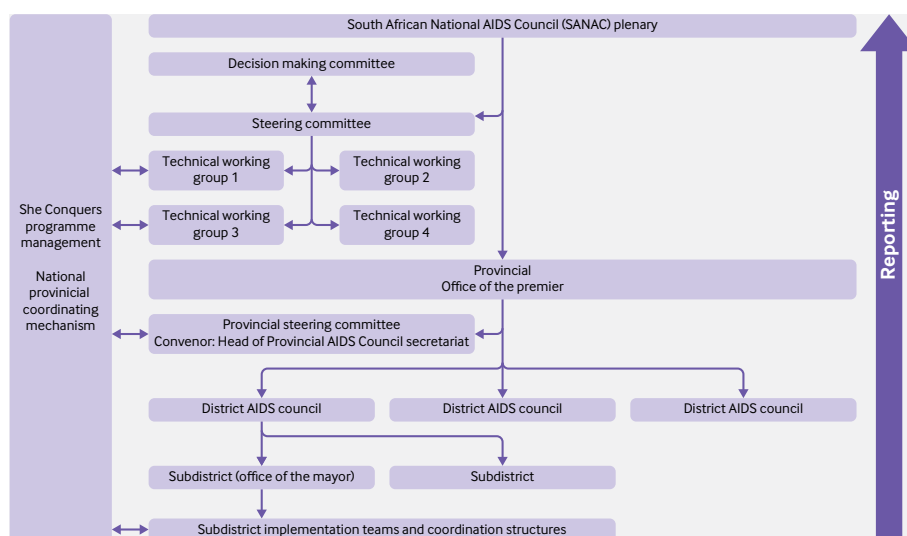 South African National AIDS Council (SANAC) plenary
Decision making committee
Steering committee
Technical working
group 1
Technical working
group 2
Technical working
group 3
Technical working
group 4
She Conquers
programme
management
National
provinicial
coordinating
mechanism
Provincial
Office of the premier
Provincial steering committee
Convenor: Head of Provincial AIDS Council secretariat
District AIDS council
District AIDS council
District AIDS council
Subdistrict (office of the mayor)
Subdistrict
Subdistrict implementation teams and coordination structures
Reporting